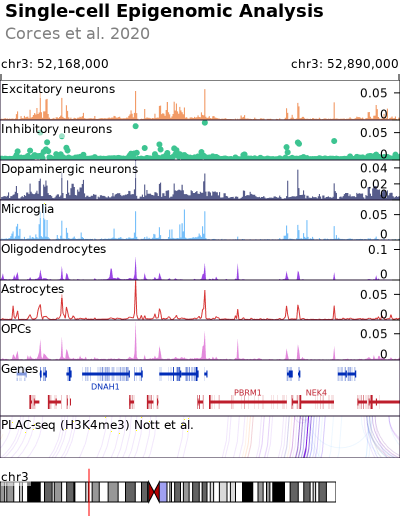 Single-cell Epigenomic Analysis
Corces et al. 2020
chr3: 52,168,000 chr3: 52,890,000
Excitatory neurons
0.05
0
Inhibitory neurons
0.05
0
Dopaminergic neurons
0.04
0.02
0
Microglia
0.05
0
Oligodendrocytes
0.1
0
Astrocytes
0.05
0
OPCs
0.05
0
Genes
DNAH1
PBRM1 NEK4
PLAC-seq (H3K4me3) Nott et al.
chr3